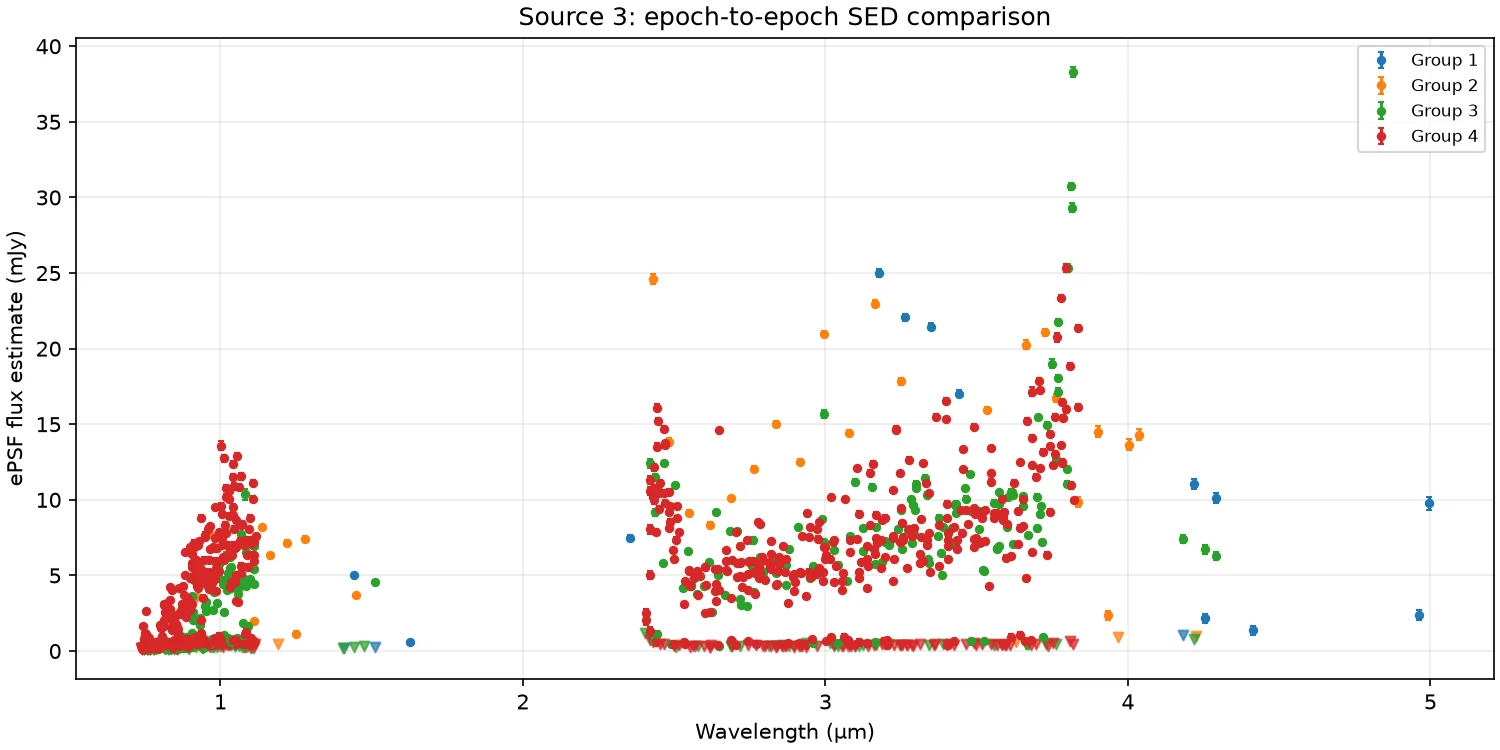 Source 3: epoch-to-epoch SED comparison
40
35
30
25
20
15
10
5
0
ePSF flux estimate (mJy)
1
2
3
4
5
Wavelength (μm)
Group 1
Group 2
Group 3
Group 4